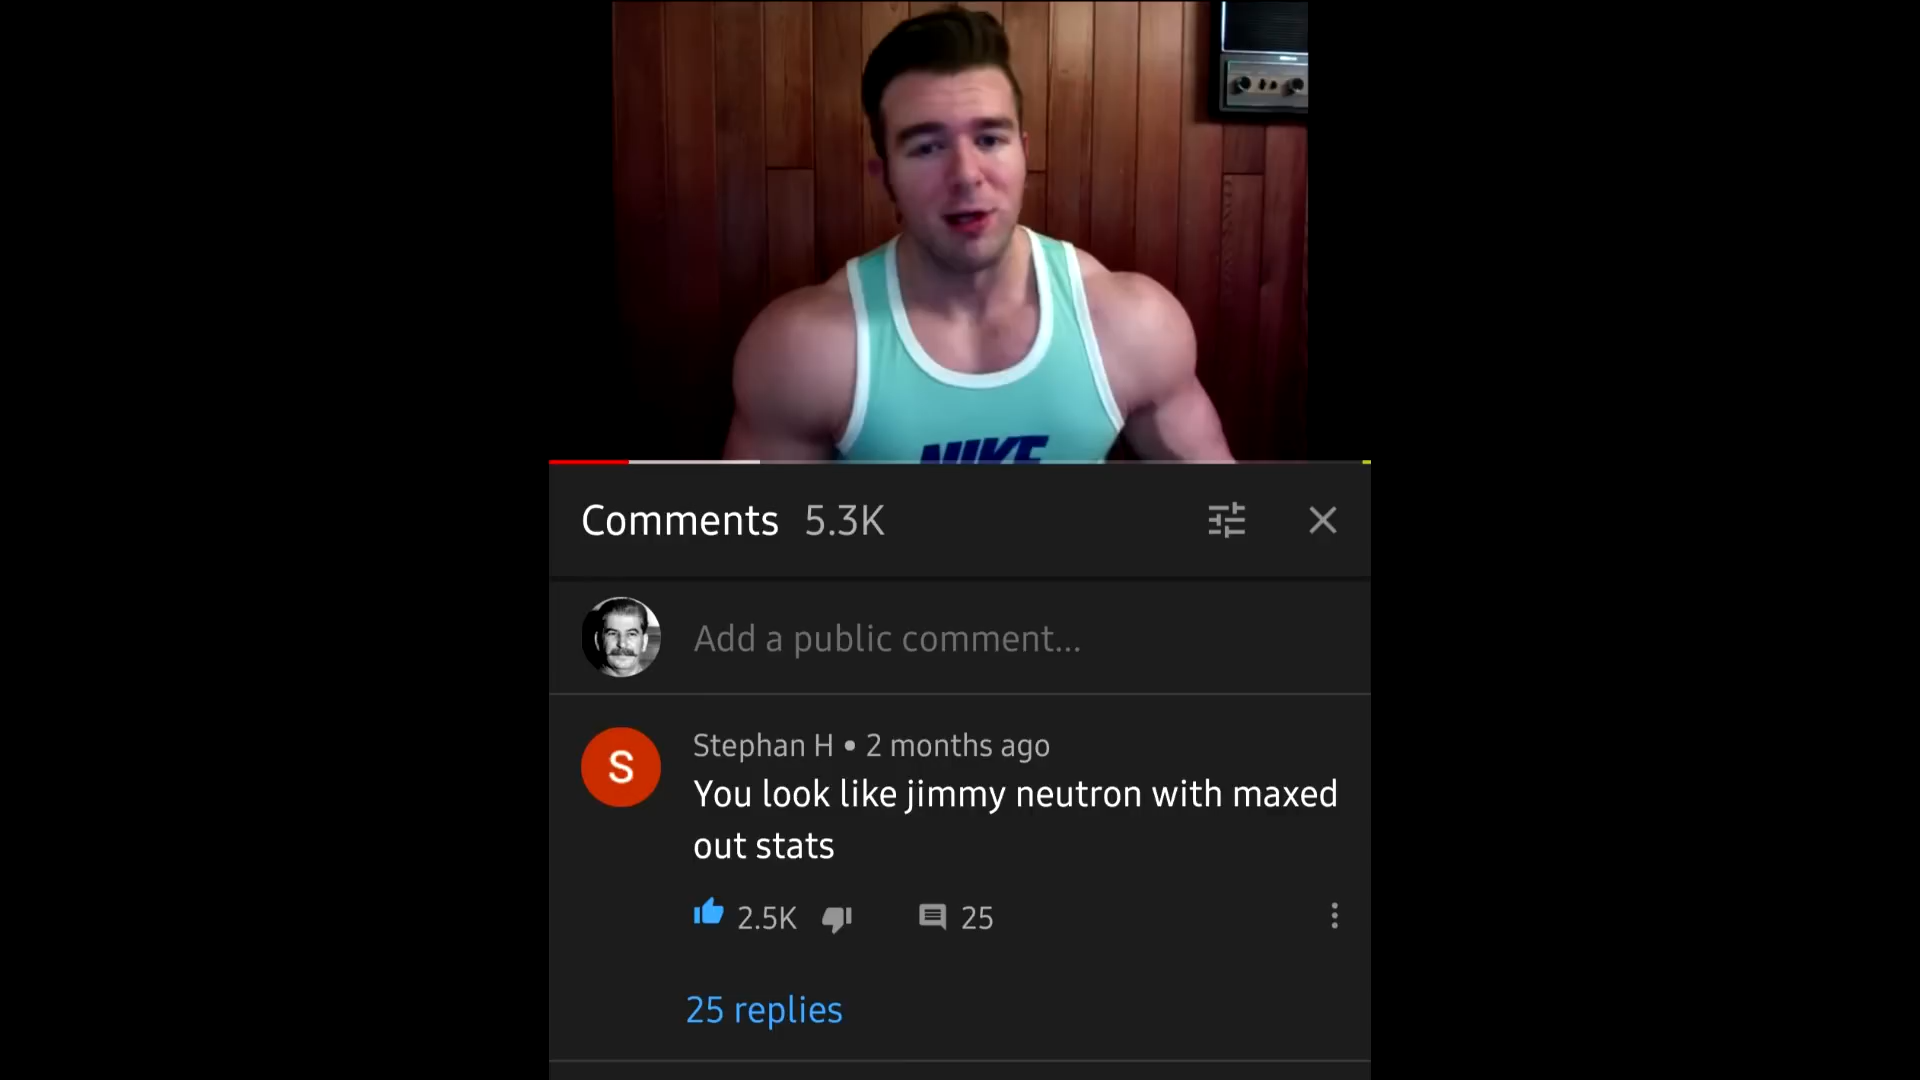 NIKE
Comments 5.3K
Add a public comment...
S
Stephan H • 2 months ago
You look like jimmy neutron with maxed
out stats
2.5K 25
25 replies